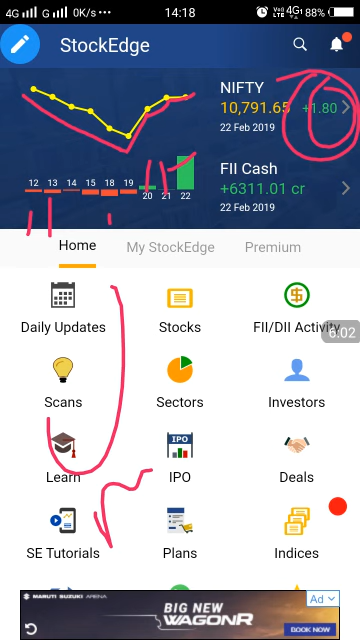 4G G 0K/s 14:18 VoLTE 4G 88%
StockEdge
NIFTY
10,791.65 +1.80
22 Feb 2019
FII Cash
+6311.01 cr
22 Feb 2019
12 13 14 15 18 19 20 21 22
Home My StockEdge Premium
Daily Updates Stocks FII/DII Activity
6:02
Scans Sectors Investors
IPO
Learn IPO Deals
SE Tutorials Plans Indices
MARUTI SUZUKI ARENA
BIG NEW
WAGONR
Ad
BOOK NOW